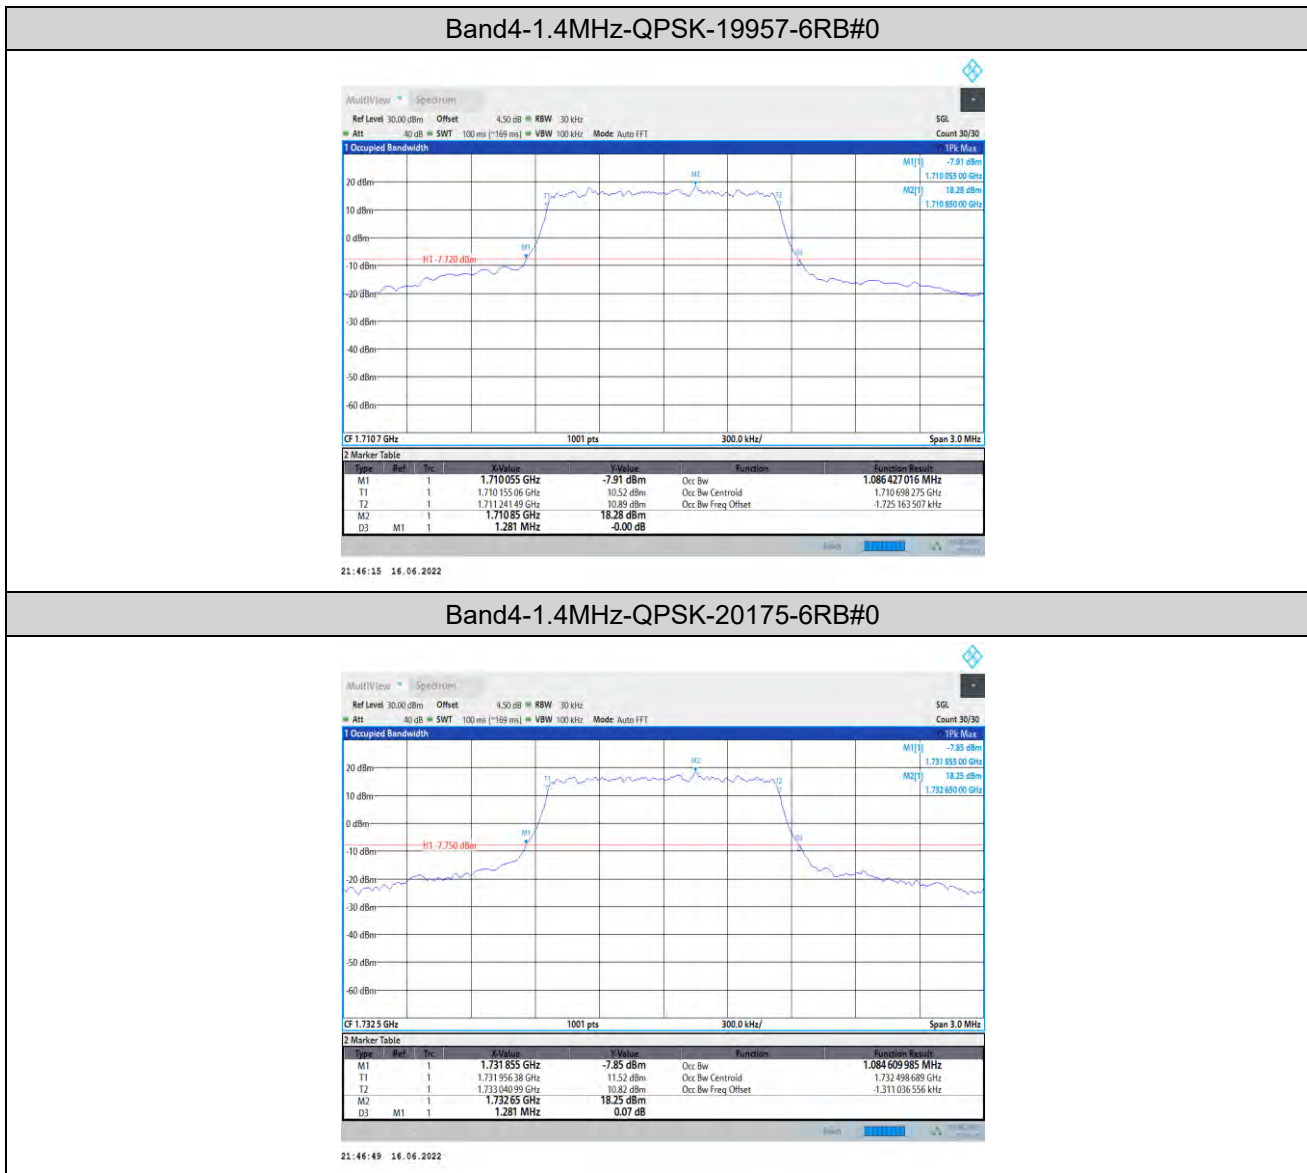 Band4-1.4MHz-QPSK-19957-6RB#0
MultiView Spectrum
Ref Level 30.00 dBm Offset 4.50 dB RBW 30 kHz SGL
Att 40 dB SWT 100 ms (~169 ms) VBW 100 kHz Mode Auto FFT Count 30/30
1 Occupied Bandwidth 1Pk Max
M1[1] -7.91 dBm
1.710 055 00 GHz
M2[1] 18.28 dBm
1.710 850 00 GHz
M2
20 dBm
T1 T2
10 dBm
0 dBm
M1 D3
H1 -7.720 dBm
-10 dBm
-20 dBm
-30 dBm
-40 dBm
-50 dBm
-60 dBm
CF 1.710 7 GHz 1001 pts 300.0 kHz/ Span 3.0 MHz
2 Marker Table
Type Ref Trc X-Value Y-Value Function Function Result
M1 1 1.710 055 GHz -7.91 dBm Occ Bw 1.086 427 016 MHz
T1 1 1.710 155 06 GHz 10.52 dBm Occ Bw Centroid 1.710 698 275 GHz
T2 1 1.711 241 49 GHz 10.89 dBm Occ Bw Freq Offset -1.725 163 507 kHz
M2 1 1.710 85 GHz 18.28 dBm
D3 M1 1 1.281 MHz -0.00 dB
21:46:15 16.06.2022
Band4-1.4MHz-QPSK-20175-6RB#0
MultiView Spectrum
Ref Level 30.00 dBm Offset 4.50 dB RBW 30 kHz SGL
Att 40 dB SWT 100 ms (~169 ms) VBW 100 kHz Mode Auto FFT Count 30/30
1 Occupied Bandwidth 1Pk Max
M1[1] -7.85 dBm
1.731 855 00 GHz
M2[1] 18.25 dBm
1.732 650 00 GHz
M2
20 dBm
T1 T2
10 dBm
0 dBm
M1 D3
H1 -7.750 dBm
-10 dBm
-20 dBm
-30 dBm
-40 dBm
-50 dBm
-60 dBm
CF 1.732 5 GHz 1001 pts 300.0 kHz/ Span 3.0 MHz
2 Marker Table
Type Ref Trc X-Value Y-Value Function Function Result
M1 1 1.731 855 GHz -7.85 dBm Occ Bw 1.084 609 985 MHz
T1 1 1.731 956 38 GHz 11.52 dBm Occ Bw Centroid 1.732 498 689 GHz
T2 1 1.733 040 99 GHz 10.82 dBm Occ Bw Freq Offset -1.311 036 556 kHz
M2 1 1.732 65 GHz 18.25 dBm
D3 M1 1 1.281 MHz 0.07 dB
21:46:49 16.06.2022